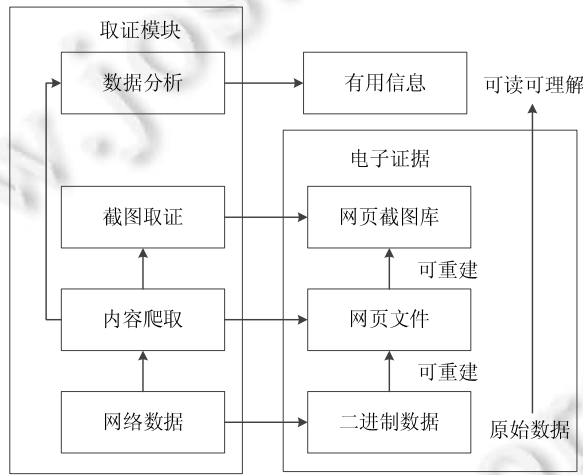 取证模块
数据分析
有用信息
可读可理解
电子证据
截图取证
网页截图库
可重建
内容爬取
网页文件
可重建
网络数据
二进制数据
原始数据